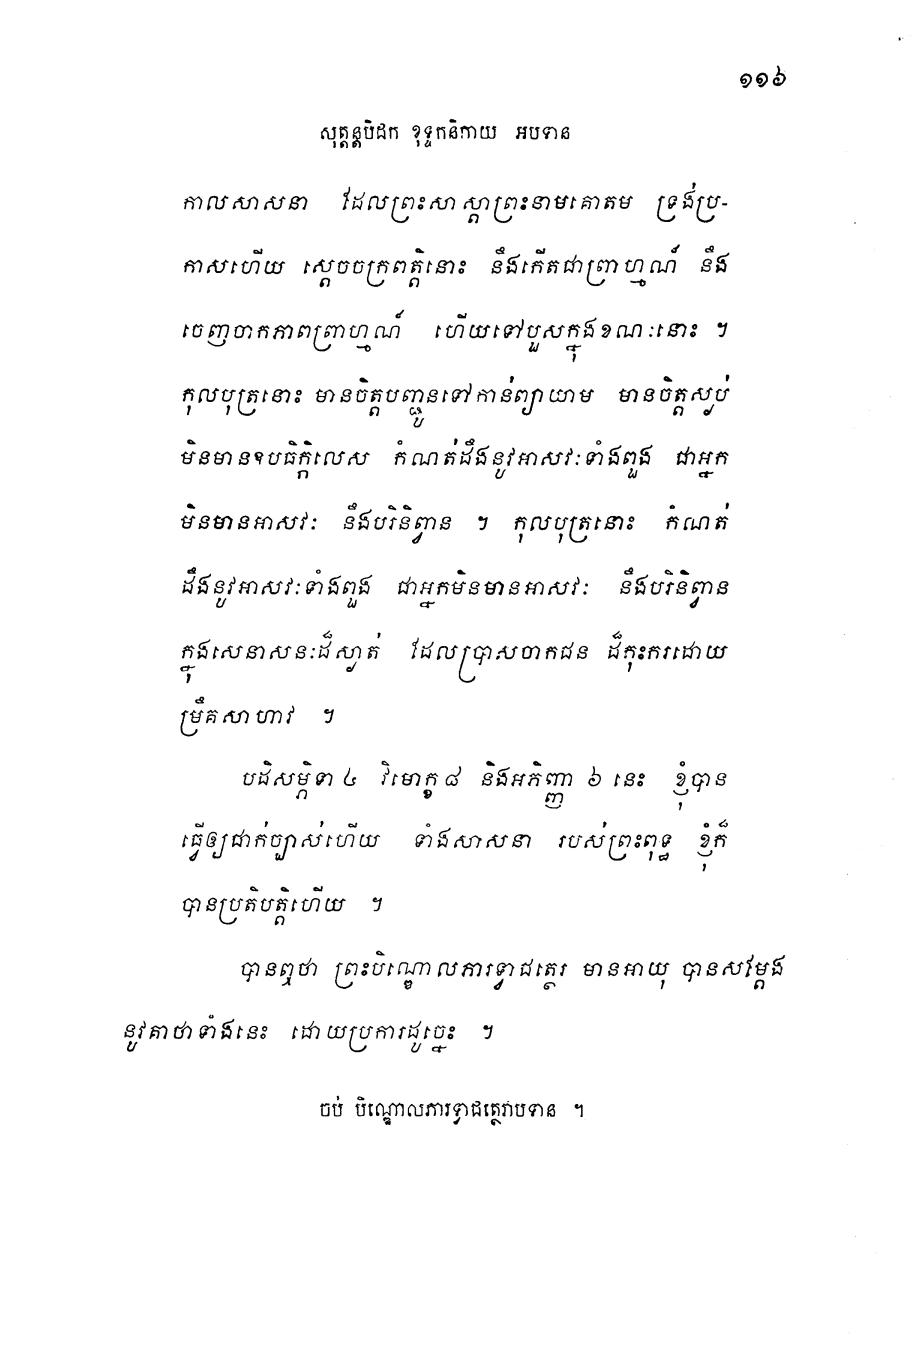 ១១៦
សុត្តន្តបិដក ខុទ្ទកនិកាយ អបទាន
កាលសាសនា ដែលព្រះសាស្តាព្រះនាមគោតម ទ្រង់ប្រ-
កាសហើយ ស្តេចចក្រពត្តិនោះ នឹងកើតជាព្រាហ្មណ៍ នឹង
ចេញចាកភាពព្រាហ្មណ៍ ហើយទៅបួសក្នុងខណៈនោះ ។
កុលបុត្រនោះ មានចិត្តបញ្ជូនទៅកាន់ព្យាយាម មានចិត្តស្ងប់
មិនមានឧបធិក្តិលេស កំណត់ដឹងនូវអាសវៈទាំងពួង ជាអ្នក
មិនមានអាសវៈ នឹងបរិនិព្វាន ។ កុលបុត្រនោះ កំណត់
ដឹងនូវអាសវៈទាំងពួង ជាអ្នកមិនមានអាសវៈ នឹងបរិនិព្វាន
ក្នុងសេនាសនៈដ៏ស្ងាត់ ដែលប្រាសចាកជន ដ៏កុះករដោយ
ម្រឹគសាហាវ ។
បដិសម្ភិទា ៤ វិមោក្ខ ៨ និងអភិញ្ញា ៦ នេះ ខ្ញុំបាន
ធ្វើឲ្យជាក់ច្បាស់ហើយ ទាំងសាសនា របស់ព្រះពុទ្ធ ខ្ញុំក៏
បានប្រតិបត្តិហើយ ។
បានឮថា ព្រះបិណ្ឌោលភារទ្វាជត្ថេរ មានអាយុ បានសម្តែង
នូវគាថាទាំងនេះ ដោយប្រការដូច្នេះ ។
ចប់ បិណ្ឌោលភារទ្វាជត្ថេរាបទាន ។